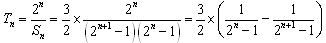 $T_n = \frac{2^n}{S_n} = \frac{3}{2} \times \frac{2^n}{(2^{n+1}-1)(2^n-1)} = \frac{3}{2} \times \left( \frac{1}{2^n-1} - \frac{1}{2^{n+1}-1} \right)$